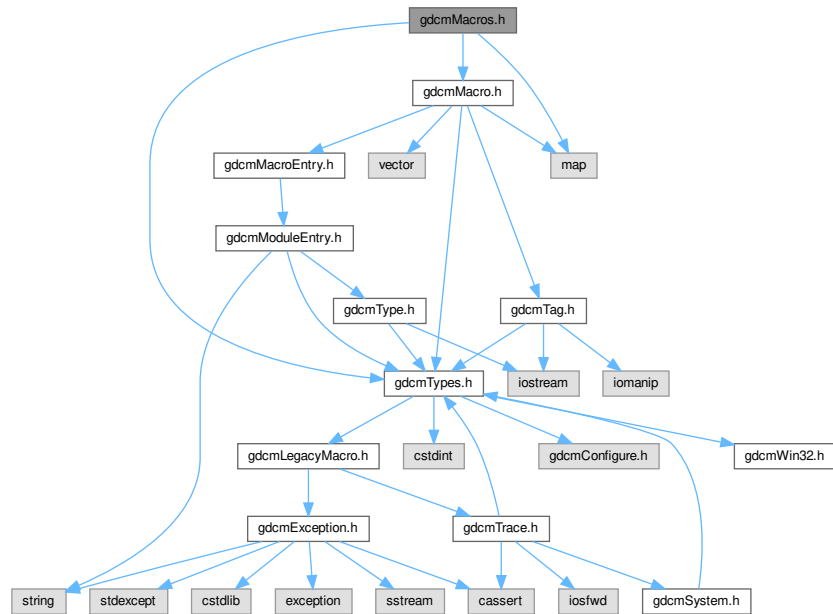 gdcmMacros.h
gdcmMacro.h
gdcmMacroEntry.h
vector
map
gdcmModuleEntry.h
gdcmType.h
gdcmTag.h
gdcmTypes.h
iostream
iomanip
gdcmLegacyMacro.h
cstdint
gdcmConfigure.h
gdcmWin32.h
gdcmException.h
gdcmTrace.h
string
stdexcept
cstdlib
exception
sstream
cassert
iosfwd
gdcmSystem.h